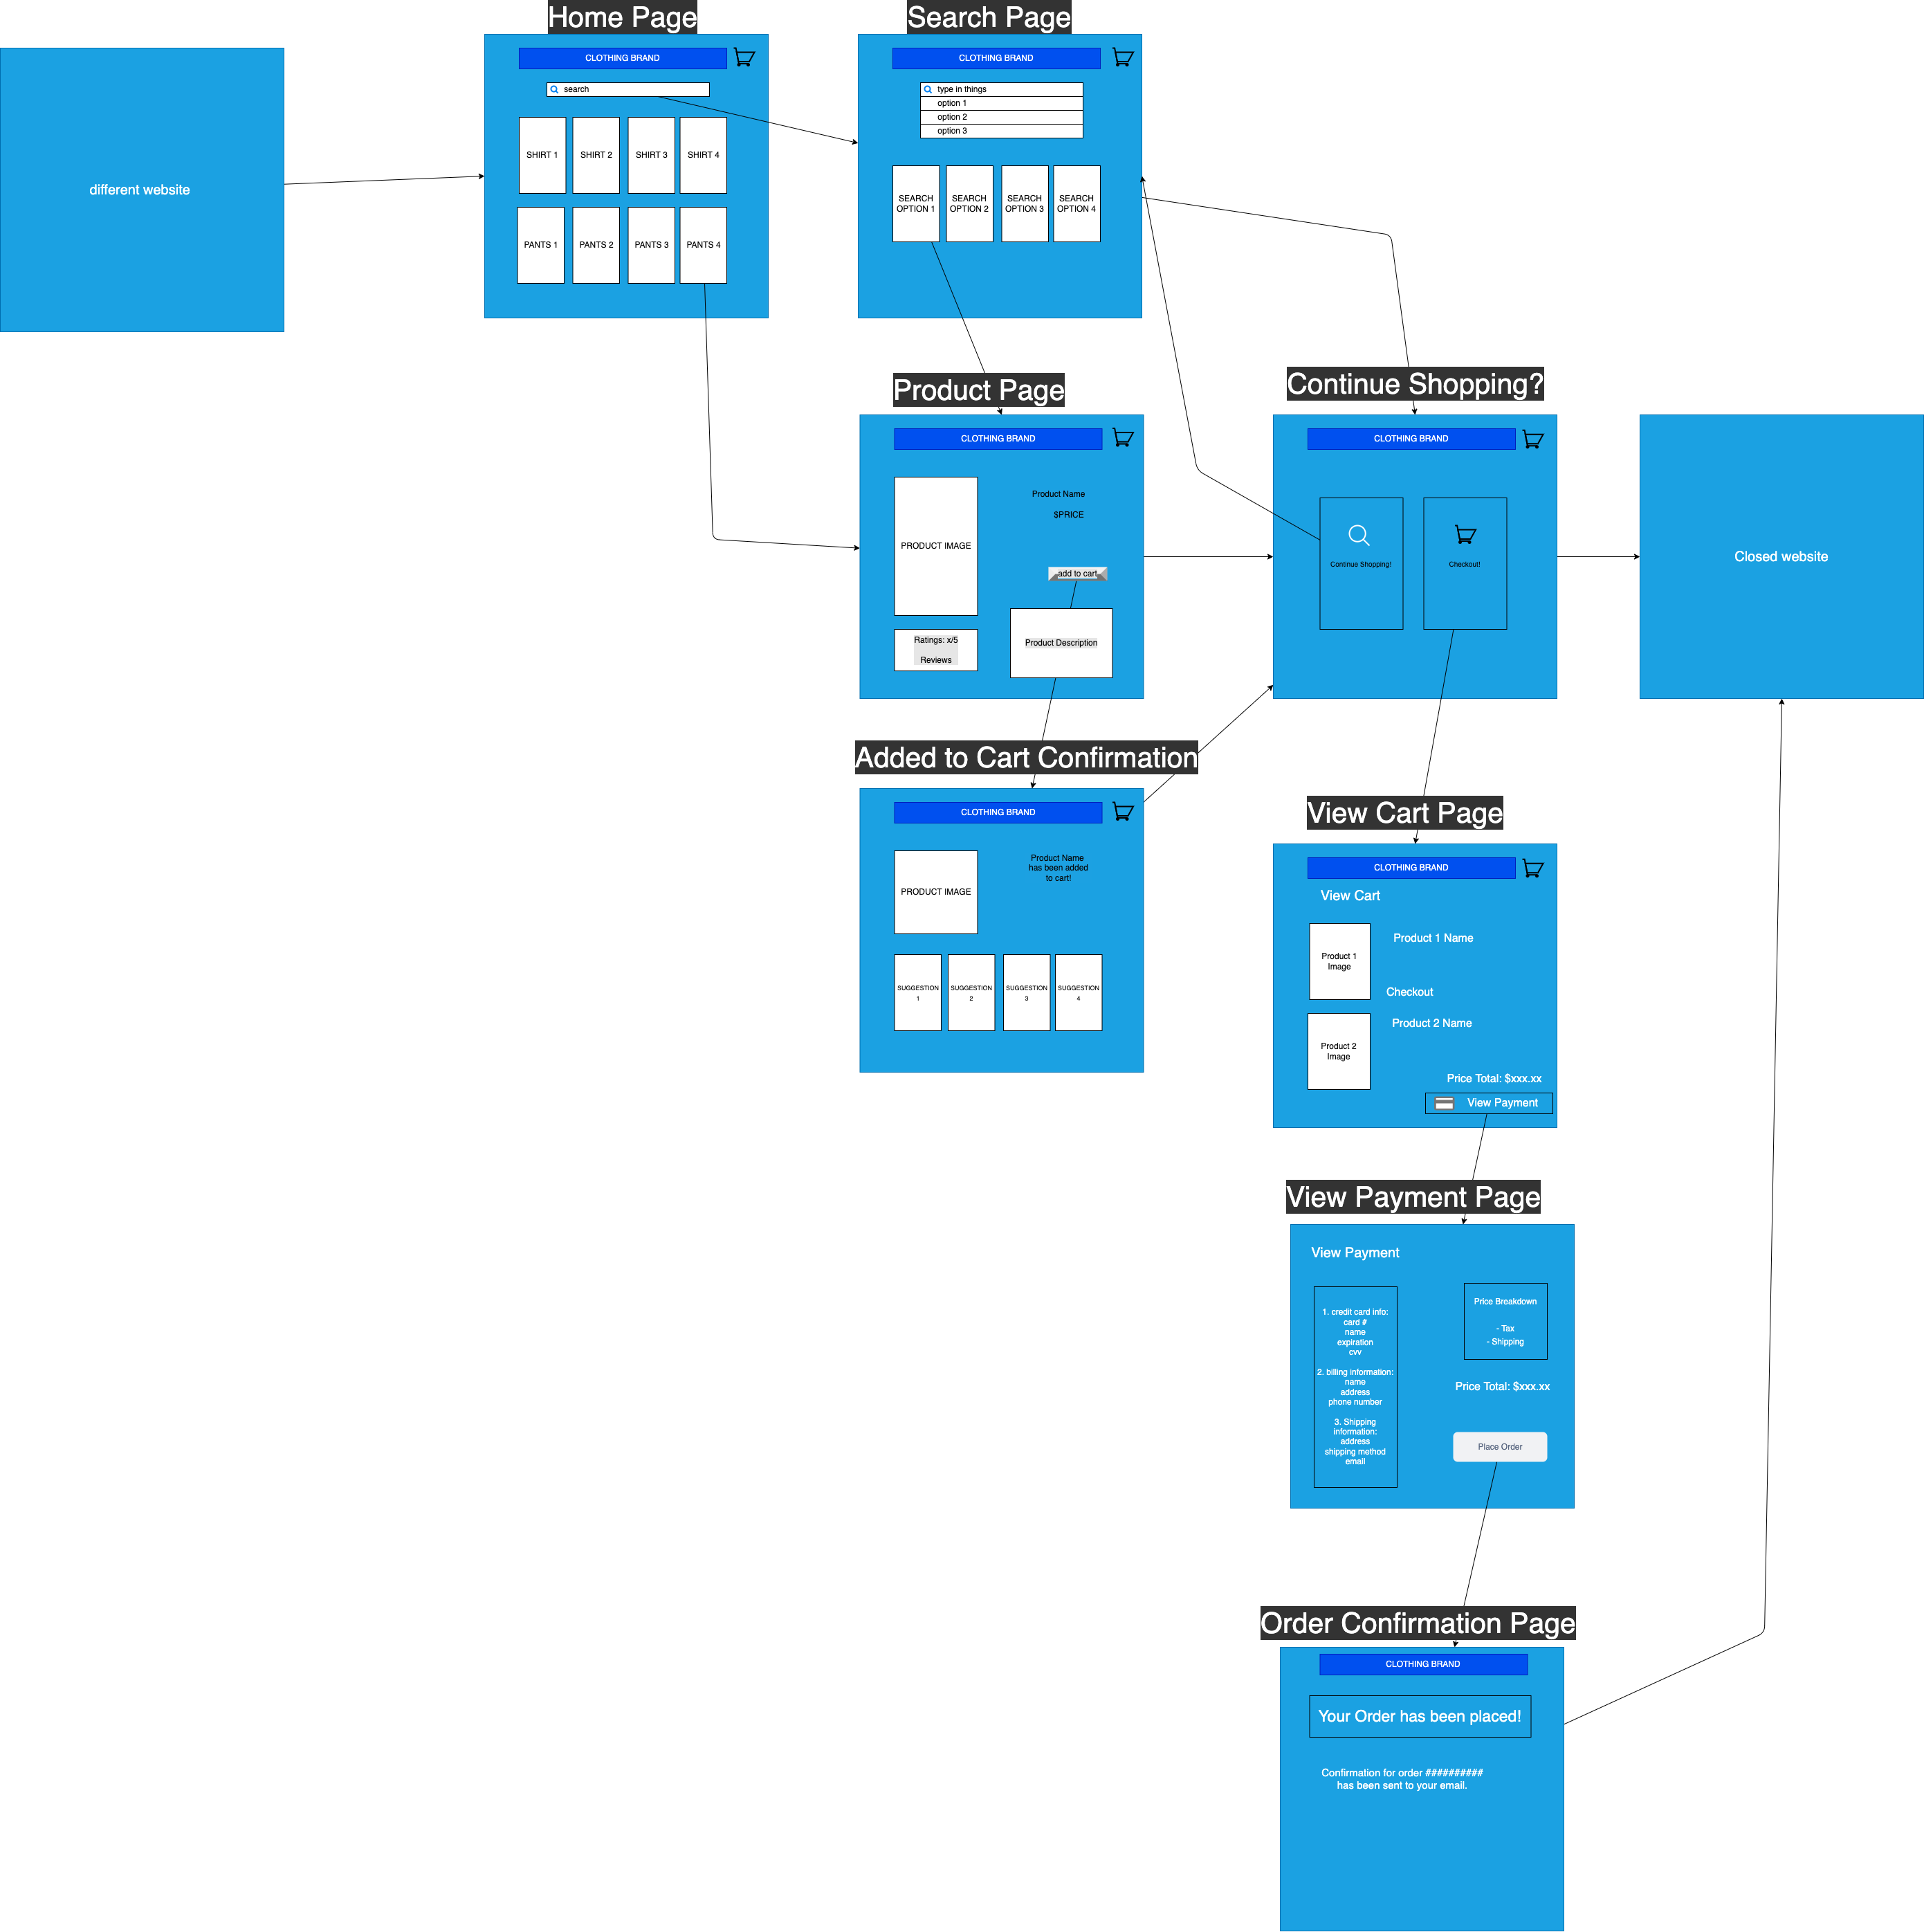 different website
Home Page
CLOTHING BRAND
search
SHIRT 1
SHIRT 2
SHIRT 3
SHIRT 4
PANTS 1
PANTS 2
PANTS 3
PANTS 4
Search Page
CLOTHING BRAND
type in things
option 1
option 2
option 3
SEARCH
OPTION 1
SEARCH
OPTION 2
SEARCH
OPTION 3
SEARCH
OPTION 4
Product Page
CLOTHING BRAND
PRODUCT IMAGE
Product Name
$PRICE
add to cart
Ratings: x/5
Reviews
Product Description
Continue Shopping?
CLOTHING BRAND
Continue Shopping!
Checkout!
Closed website
Added to Cart Confirmation
CLOTHING BRAND
PRODUCT IMAGE
Product Name
has been added
to cart!
SUGGESTION
1
SUGGESTION
2
SUGGESTION
3
SUGGESTION
4
View Cart Page
CLOTHING BRAND
View Cart
Product 1
Image
Product 1 Name
Checkout
Product 2 Name
Product 2
Image
Price Total: $xxx.xx
View Payment
View Payment Page
View Payment
1. credit card info:
card #
name
expiration
cvv
2. billing information:
name
address
phone number
3. Shipping
information:
address
shipping method
email
Price Breakdown
- Tax
- Shipping
Price Total: $xxx.xx
Place Order
Order Confirmation Page
CLOTHING BRAND
Your Order has been placed!
Confirmation for order ##########
has been sent to your email.